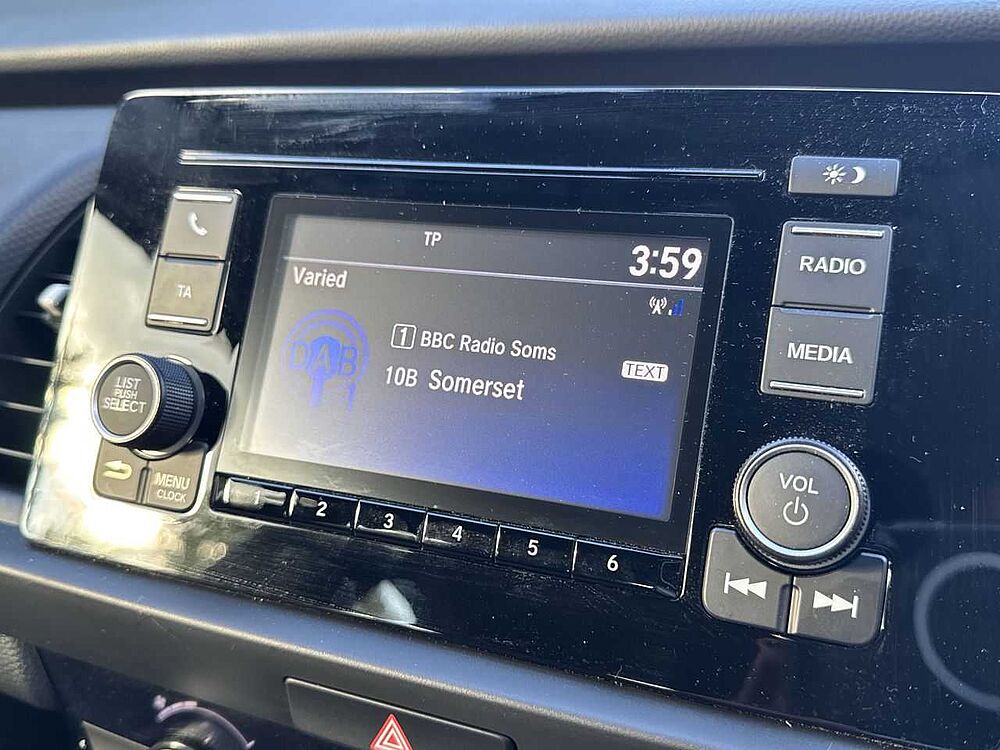 TP
3:59
Varied
DAB
1 BBC Radio Soms
10B Somerset
TEXT
TA
LIST
PUSH
SELECT
MENU
CLOCK
1
2
3
4
5
6
RADIO
MEDIA
VOL